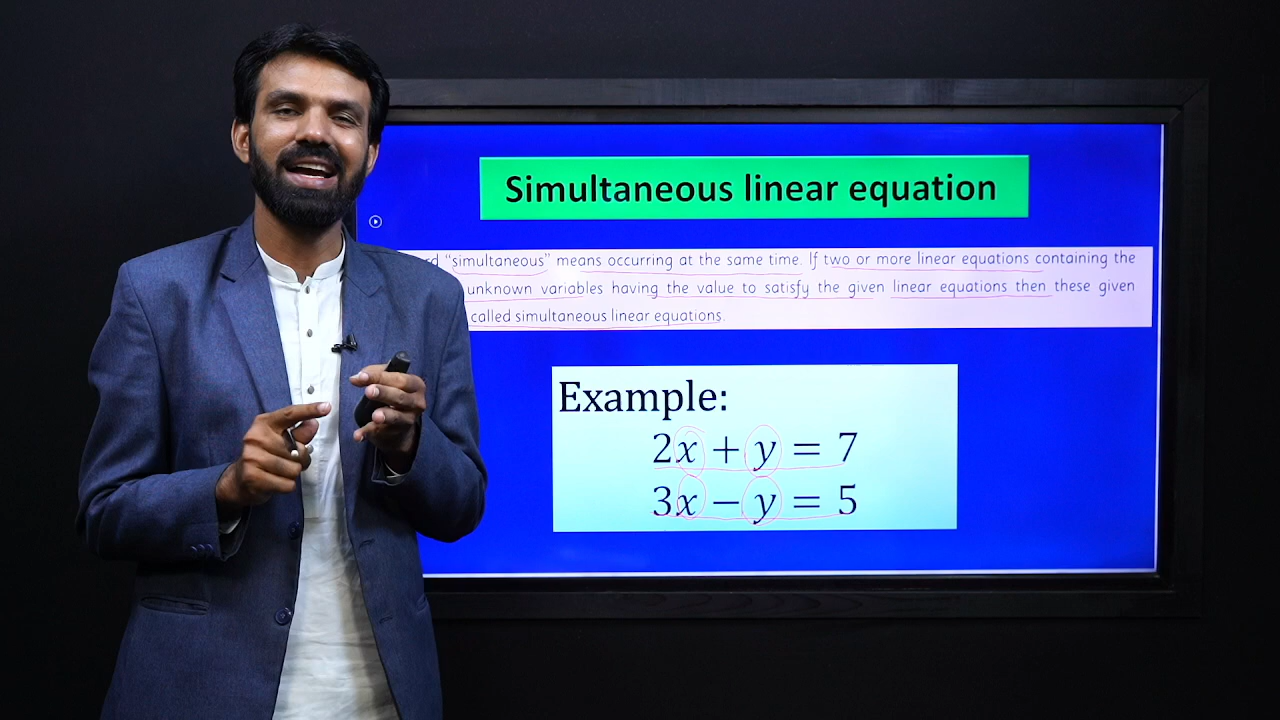 Simultaneous linear equation
"simultaneous" means occurring at the same time. If two or more linear equations containing the
unknown variables having the value to satisfy the given linear equations then these given
called simultaneous linear equations.
Example:
2x + y = 7
3x − y = 5